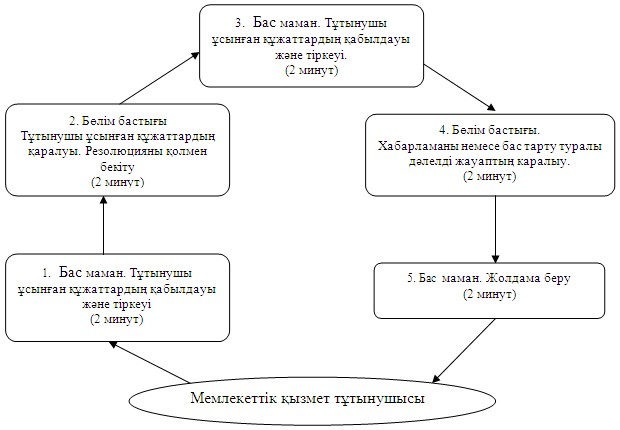 3. Бас маман. Тұтынушы
ұсынған құжаттардың қабылдауы
және тіркеуі.
(2 минут)
2. Бөлім бастығы
Тұтынушы ұсынған құжаттардың
қаралуы. Резолюцияны қолмен
бекіту
(2 минут)
4. Бөлім бастығы.
Хабарламаны немесе бас тарту туралы
дәлелді жауаптың каралыу.
(2 минут)
1. Бас маман. Тұтынушы
ұсынған құжаттардың қабылдауы
және тіркеуі
(2 минут)
5. Бас маман. Жолдама беру
(2 минут)
Мемлекеттік қызмет тұтынушысы